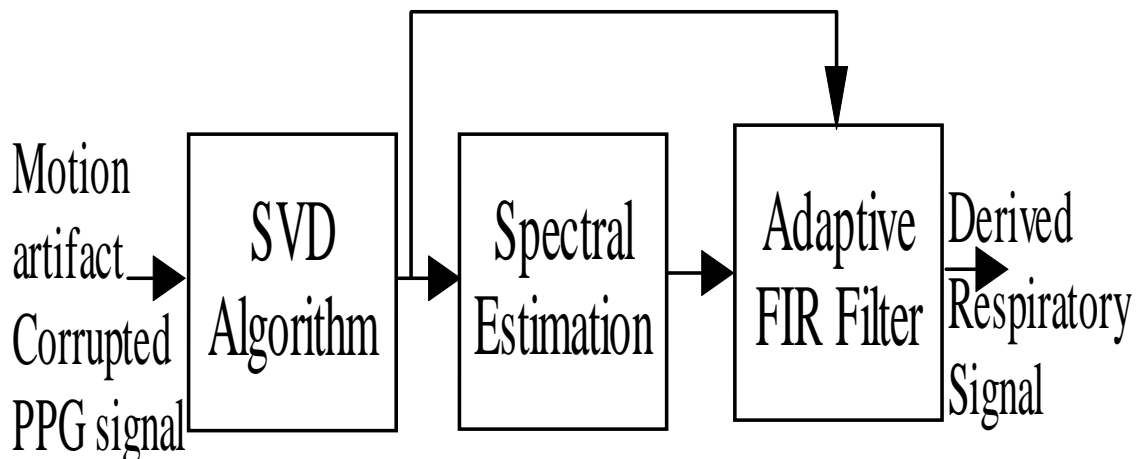 Motion
artifact
Corrupted
PPG signal
SVD
Algorithm
Spectral
Estimation
Adaptive
FIR Filter
Derived
Respiratory
Signal